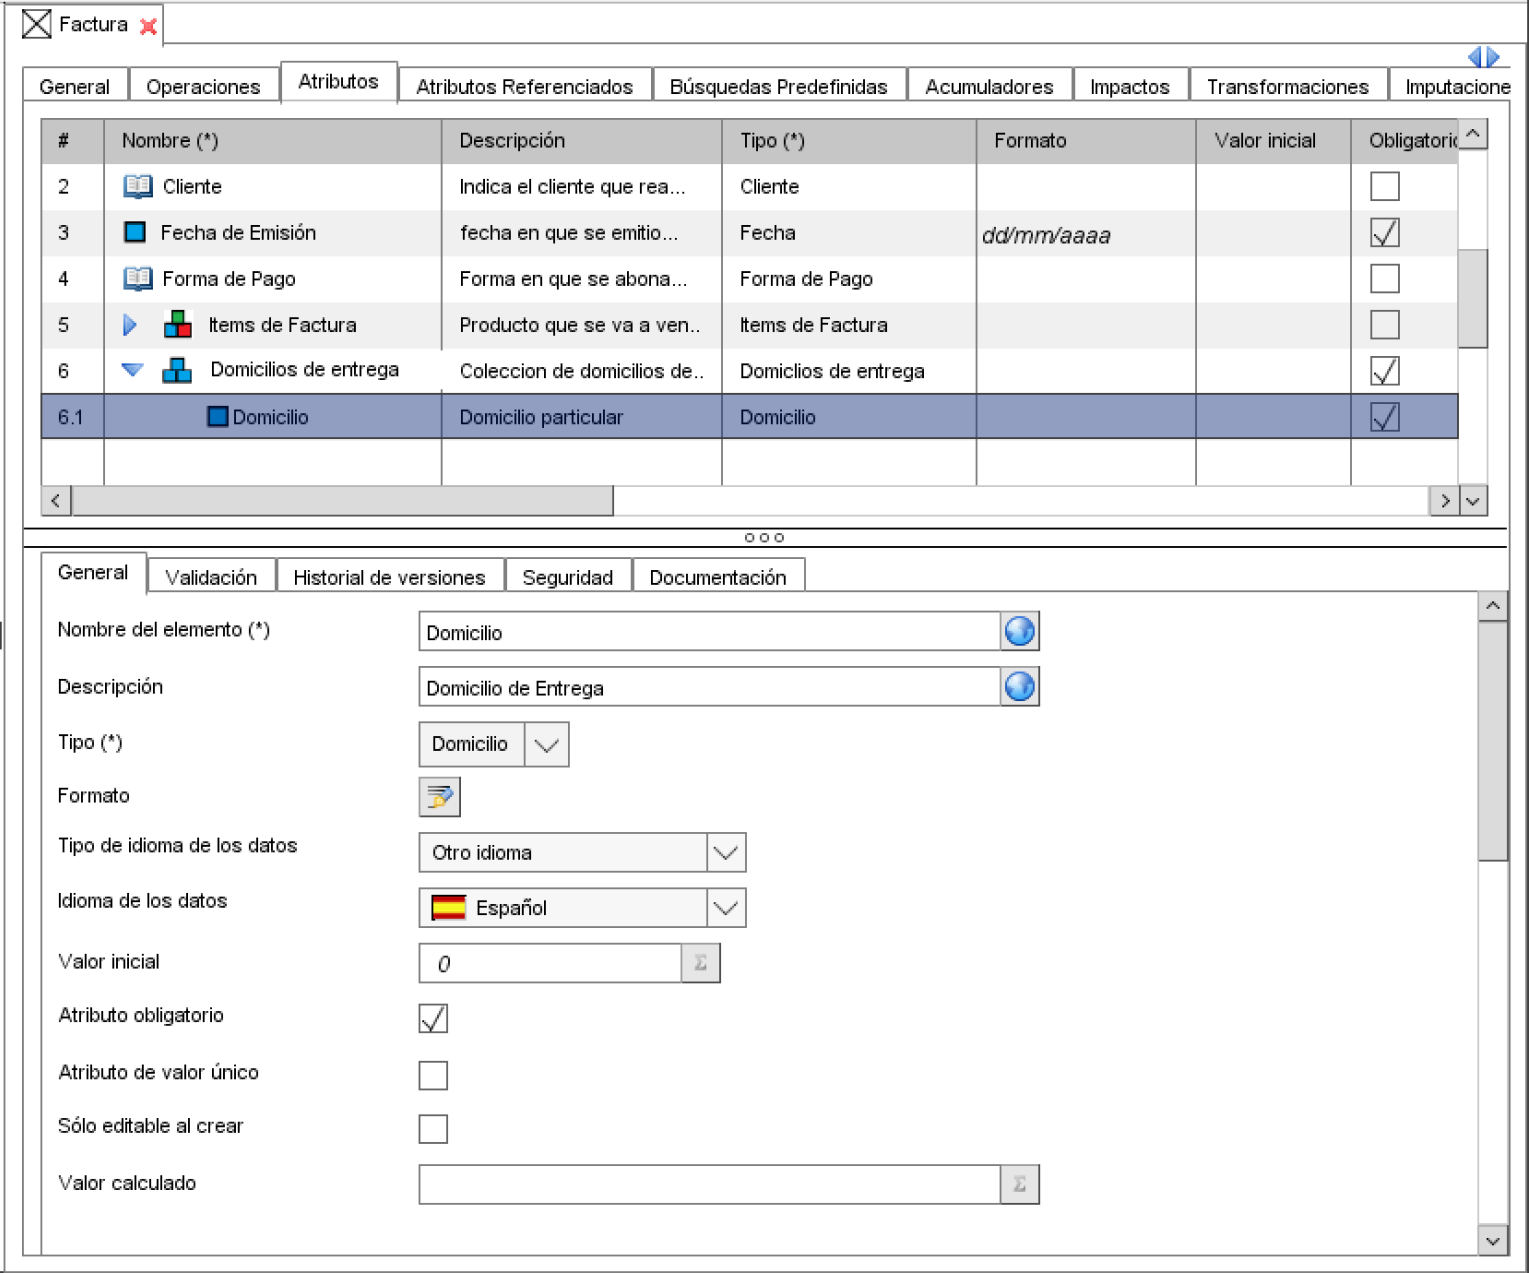 Factura
General Operaciones Atributos Atributos Referenciados Búsquedas Predefinidas Acumuladores Impactos Transformaciones Imputacione
# Nombre (*) Descripción Tipo (*) Formato Valor inicial Obligatorio
2 Cliente Indica el cliente que rea... Cliente
3 Fecha de Emisión fecha en que se emitio... Fecha dd/mm/aaaa
4 Forma de Pago Forma en que se abona... Forma de Pago
5 Items de Factura Producto que se va a ven.. Items de Factura
6 Domicilios de entrega Coleccion de domicilios de.. Domiclios de entrega
6.1 Domicilio Domicilio particular Domicilio
General Validación Historial de versiones Seguridad Documentación
Nombre del elemento (*) Domicilio
Descripción Domicilio de Entrega
Tipo (*) Domicilio
Formato
Tipo de idioma de los datos Otro idioma
Idioma de los datos Español
Valor inicial 0 Σ
Atributo obligatorio
Atributo de valor único
Sólo editable al crear
Valor calculado Σ